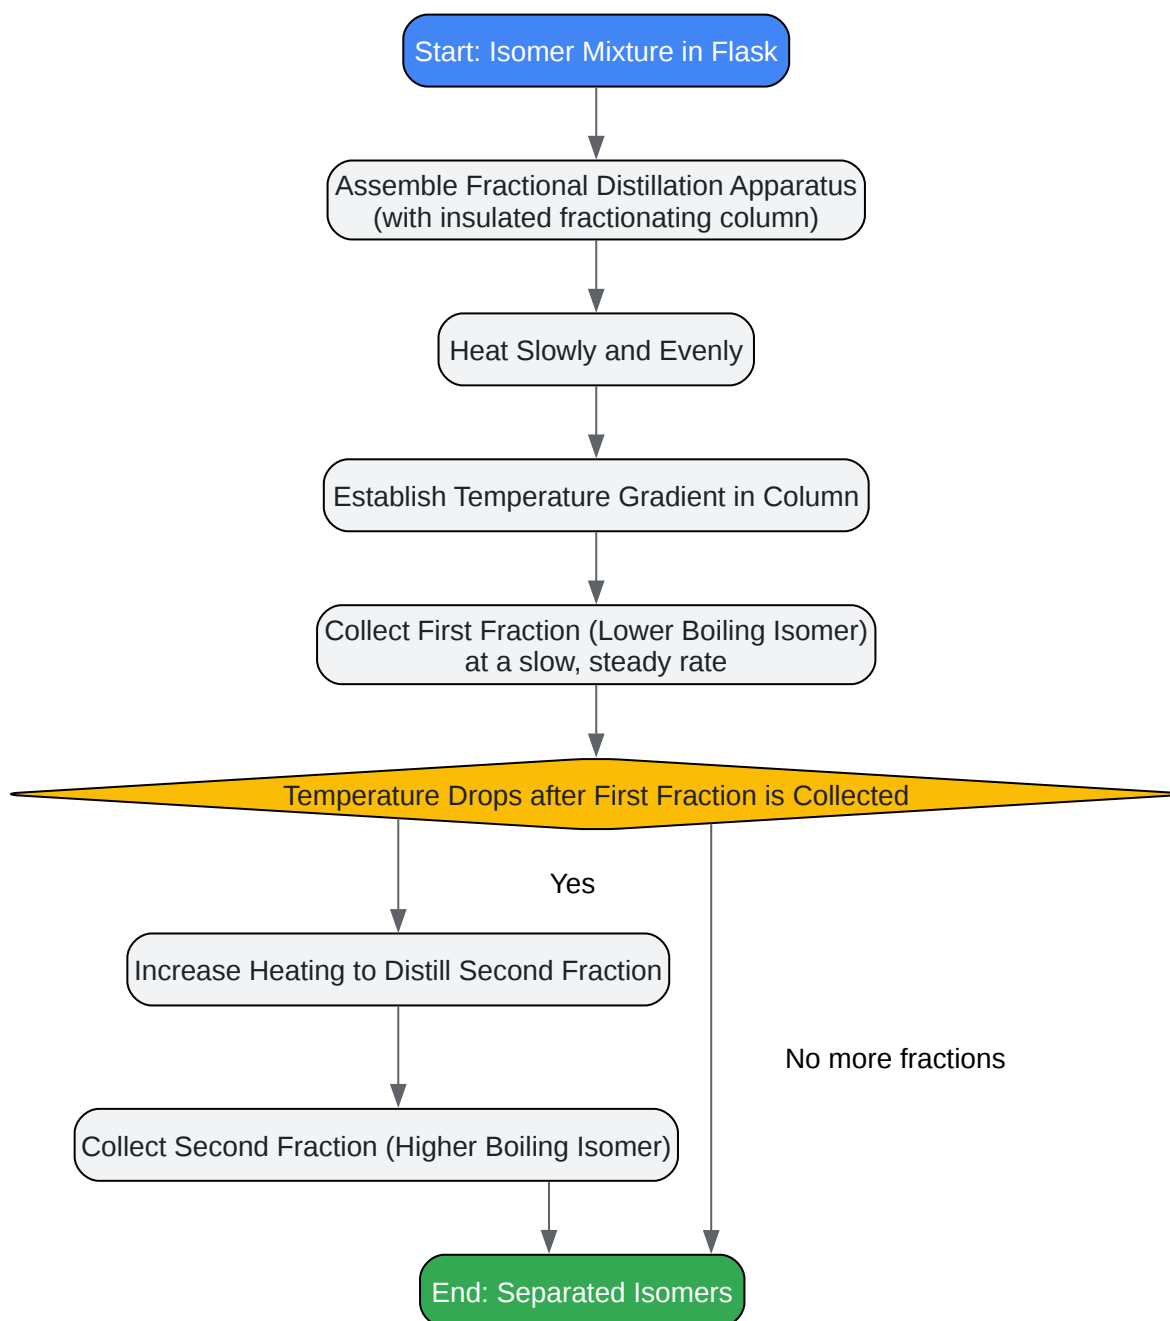 Start: Isomer Mixture in Flask
Assemble Fractional Distillation Apparatus
(with insulated fractionating column)
Heat Slowly and Evenly
Establish Temperature Gradient in Column
Collect First Fraction (Lower Boiling Isomer)
at a slow, steady rate
Temperature Drops after First Fraction is Collected
Yes
Increase Heating to Distill Second Fraction
No more fractions
Collect Second Fraction (Higher Boiling Isomer)
End: Separated Isomers